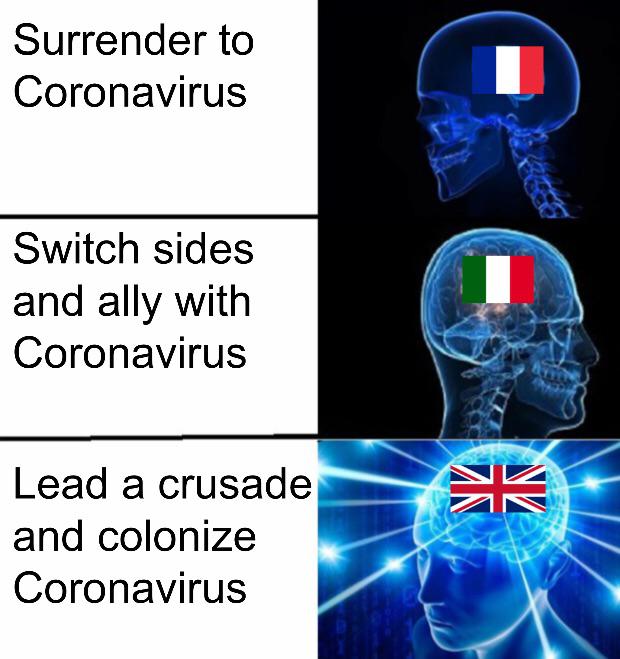 Surrender to
Coronavirus
Switch sides
and ally with
Coronavirus
Lead a crusade
and colonize
Coronavirus